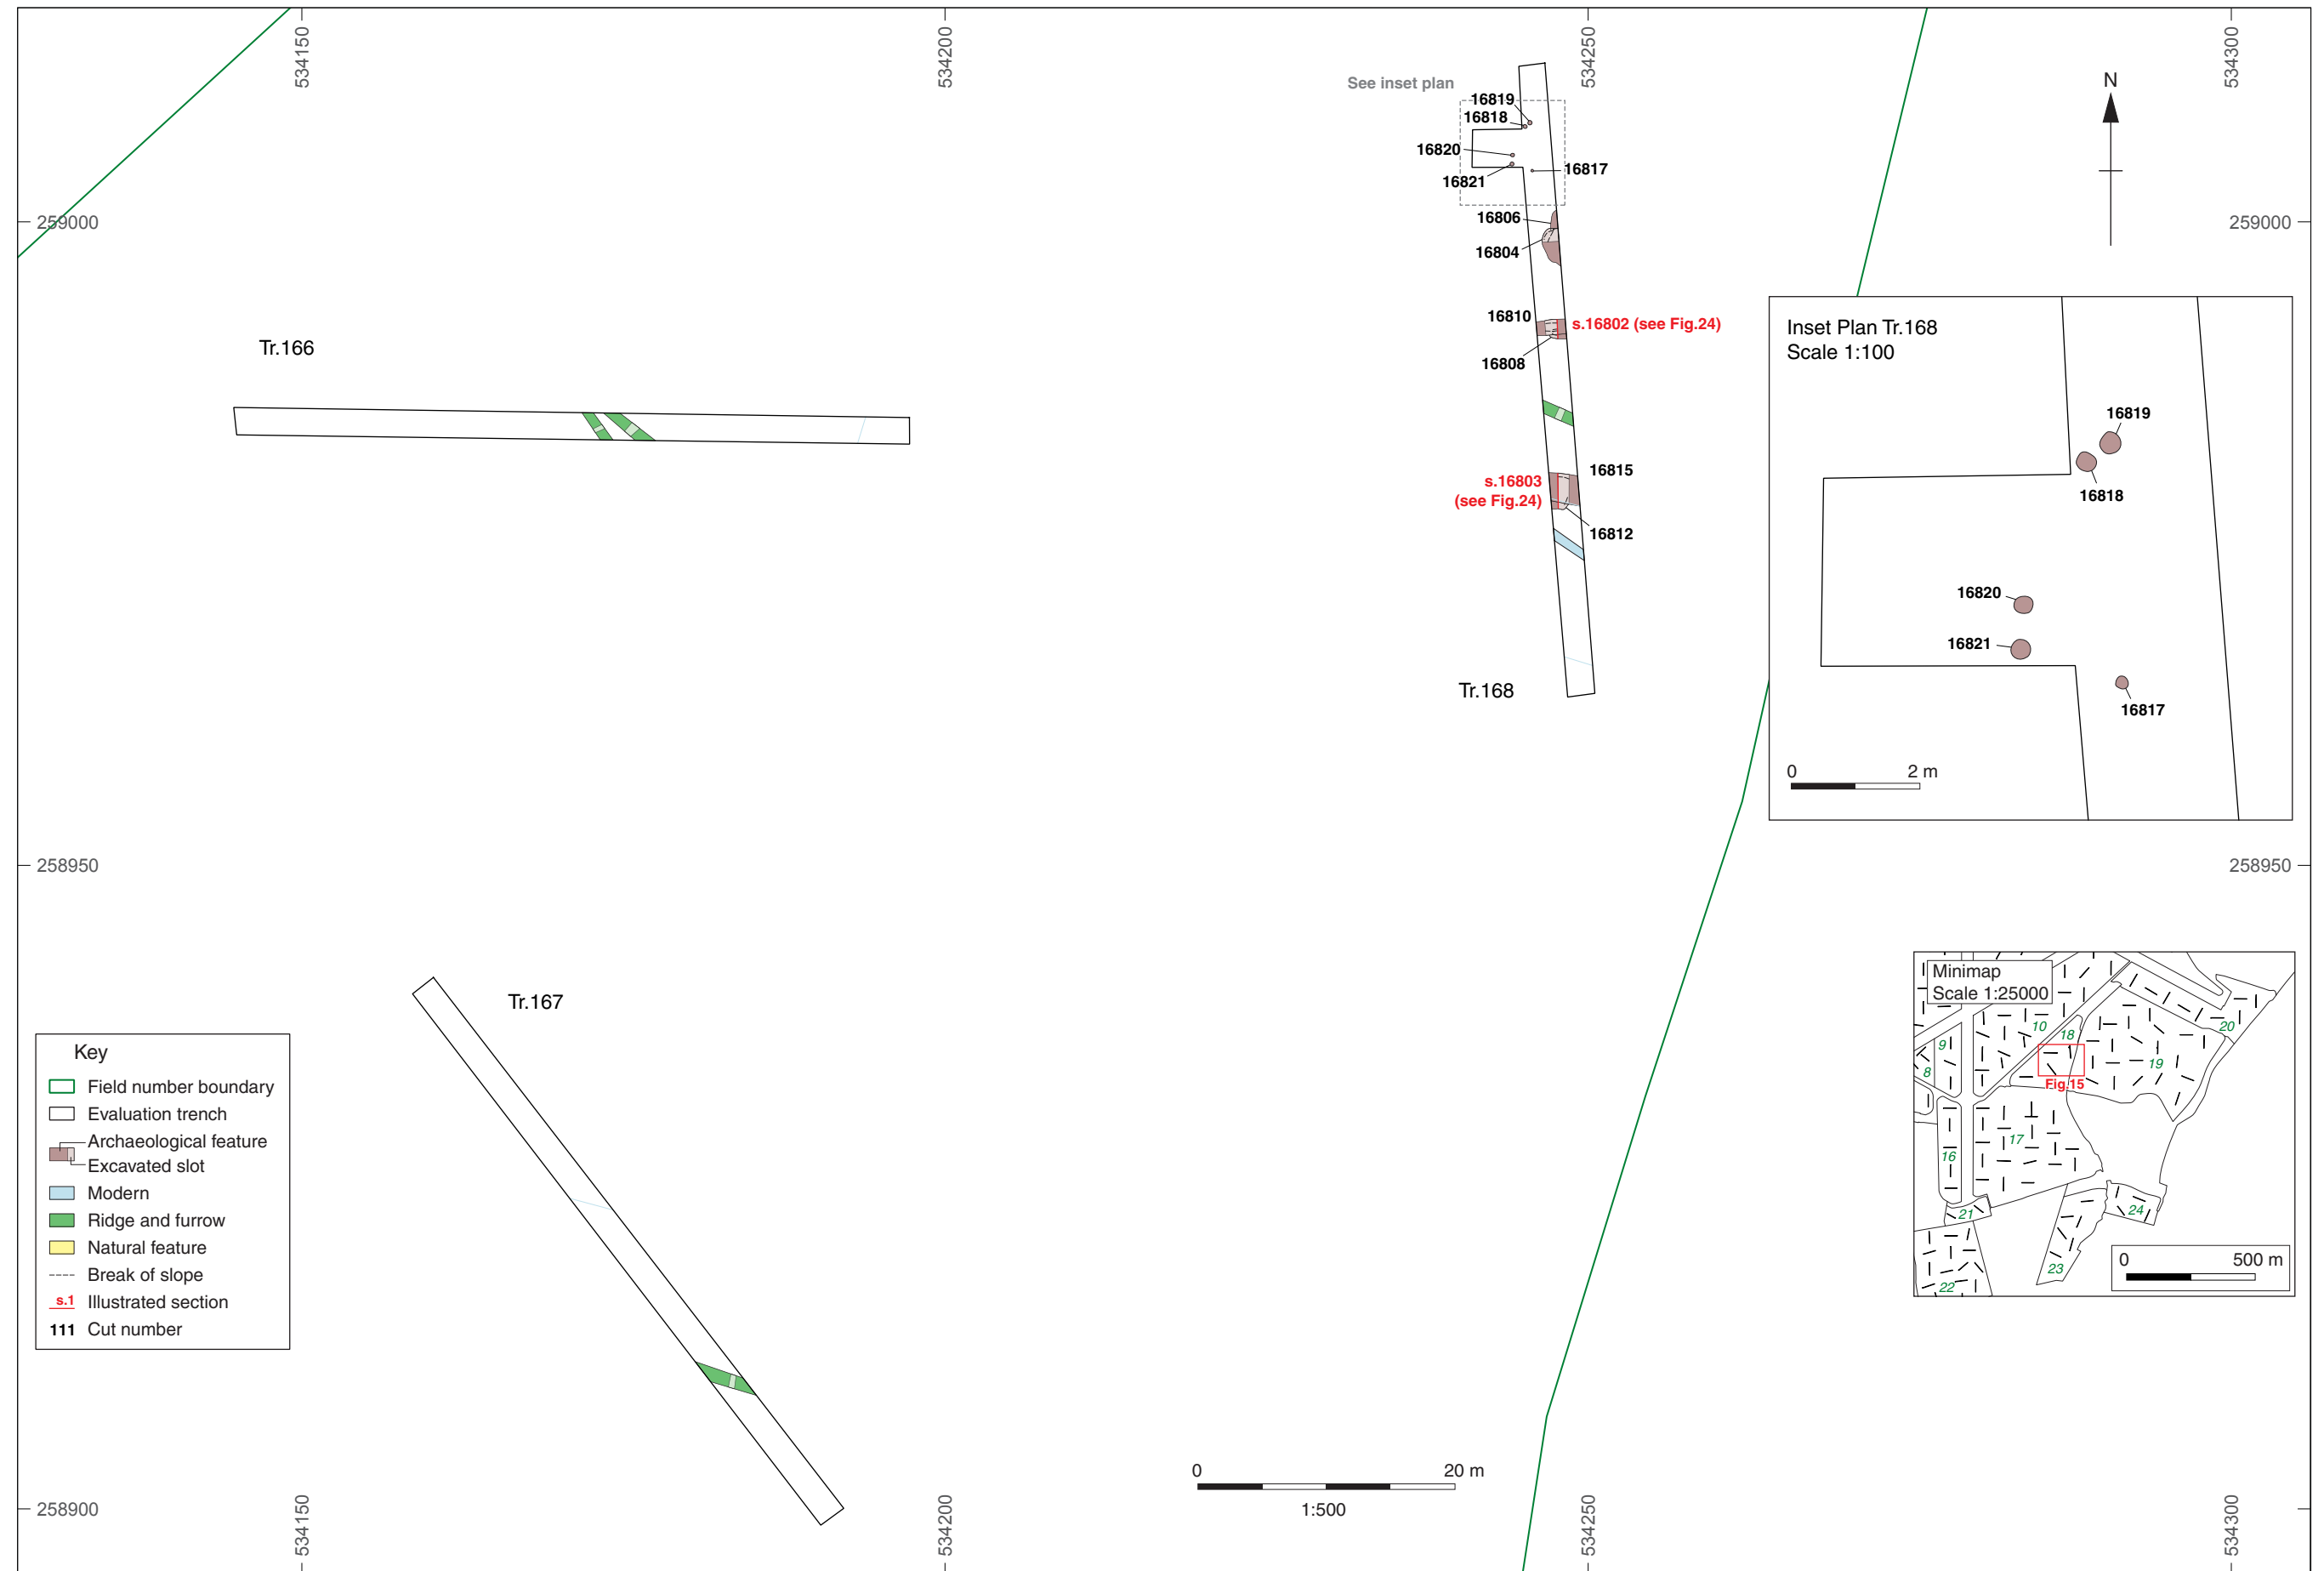 534150
534200
534250
534300
N
See inset plan
16819
16818
16820
16821
16817
259000
259000
16806
16804
16810
s.16802 (see Fig.24)
16808
Tr.166
Inset Plan Tr.168
Scale 1:100
16819
16818
16820
16821
16817
0 2 m
16815
s.16803
(see Fig.24)
16812
Tr.168
258950
258950
Tr.167
Minimap
Scale 1:25000
10
18
20
9
8
19
Fig.15
17
16
21
24
23
22
0 500 m
Key
Field number boundary
Evaluation trench
Archaeological feature
Excavated slot
Modern
Ridge and furrow
Natural feature
Break of slope
s.1 Illustrated section
111 Cut number
0 20 m
1:500
258900
534150
534200
534250
534300